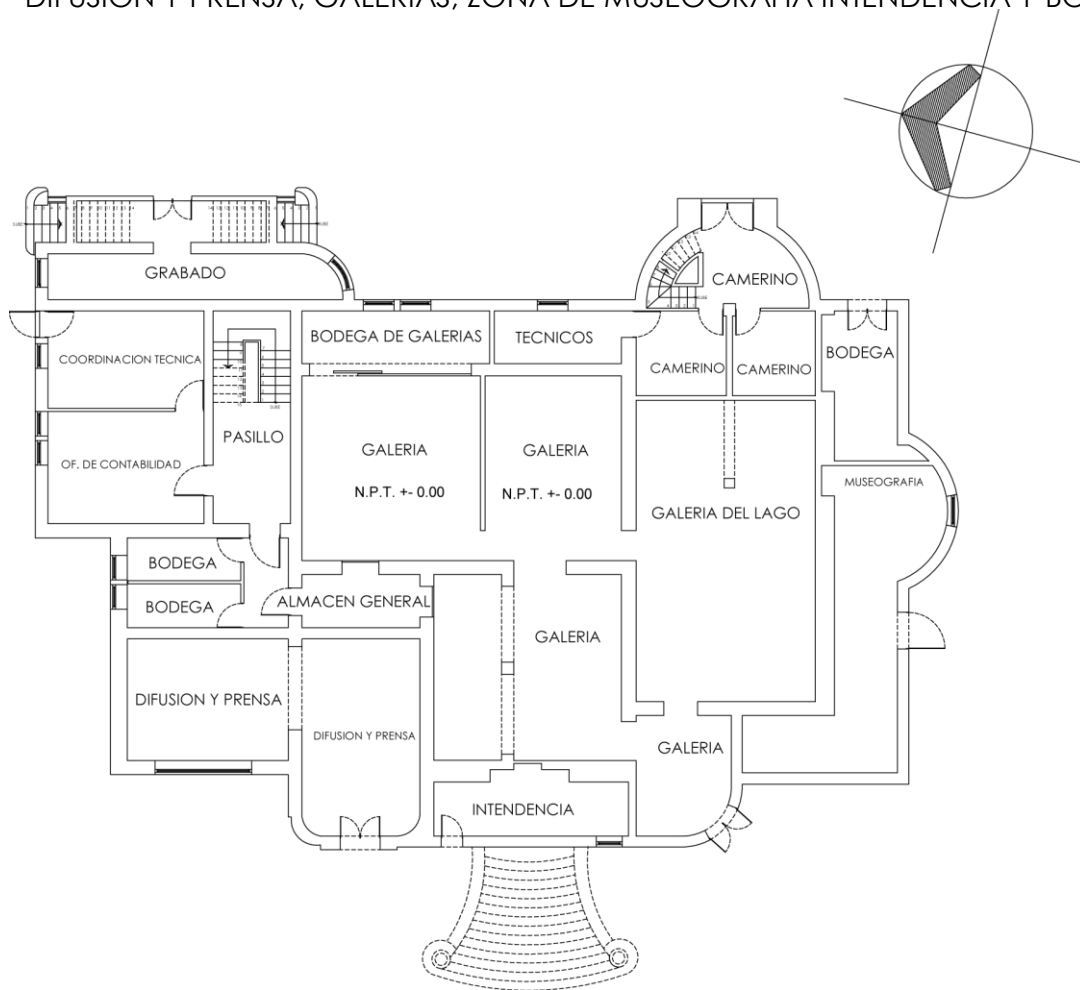 DIFUSION Y PRENSA, GALERIAS, ZONA DE MUSEOGRAFIA INTENDENCIA Y BO
GRABADO
CAMERINO
BODEGA DE GALERIAS
TECNICOS
COORDINACION TECNICA
CAMERINO
CAMERINO
BODEGA
PASILLO
GALERIA
N.P.T. +- 0.00
GALERIA
N.P.T. +- 0.00
OF. DE CONTABILIDAD
MUSEOGRAFIA
GALERIA DEL LAGO
BODEGA
BODEGA
ALMACEN GENERAL
GALERIA
DIFUSION Y PRENSA
DIFUSION Y PRENSA
GALERIA
INTENDENCIA